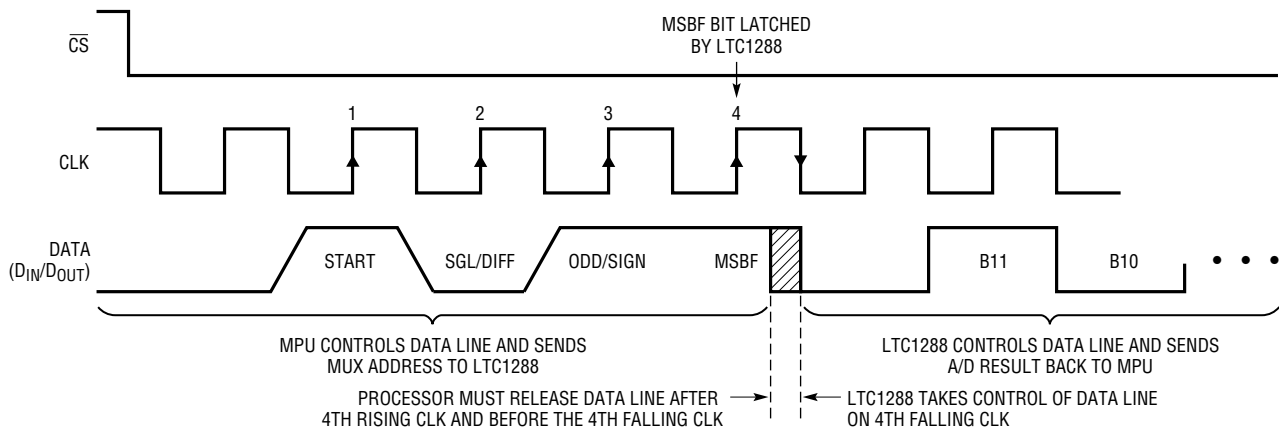 MSBF BIT LATCHED
BY LTC1288
CS
1 2 3 4
CLK
DATA
(DIN/DOUT)
START SGL/DIFF ODD/SIGN MSBF B11 B10 • • •
MPU CONTROLS DATA LINE AND SENDS
MUX ADDRESS TO LTC1288
LTC1288 CONTROLS DATA LINE AND SENDS
A/D RESULT BACK TO MPU
PROCESSOR MUST RELEASE DATA LINE AFTER
4TH RISING CLK AND BEFORE THE 4TH FALLING CLK
LTC1288 TAKES CONTROL OF DATA LINE
ON 4TH FALLING CLK